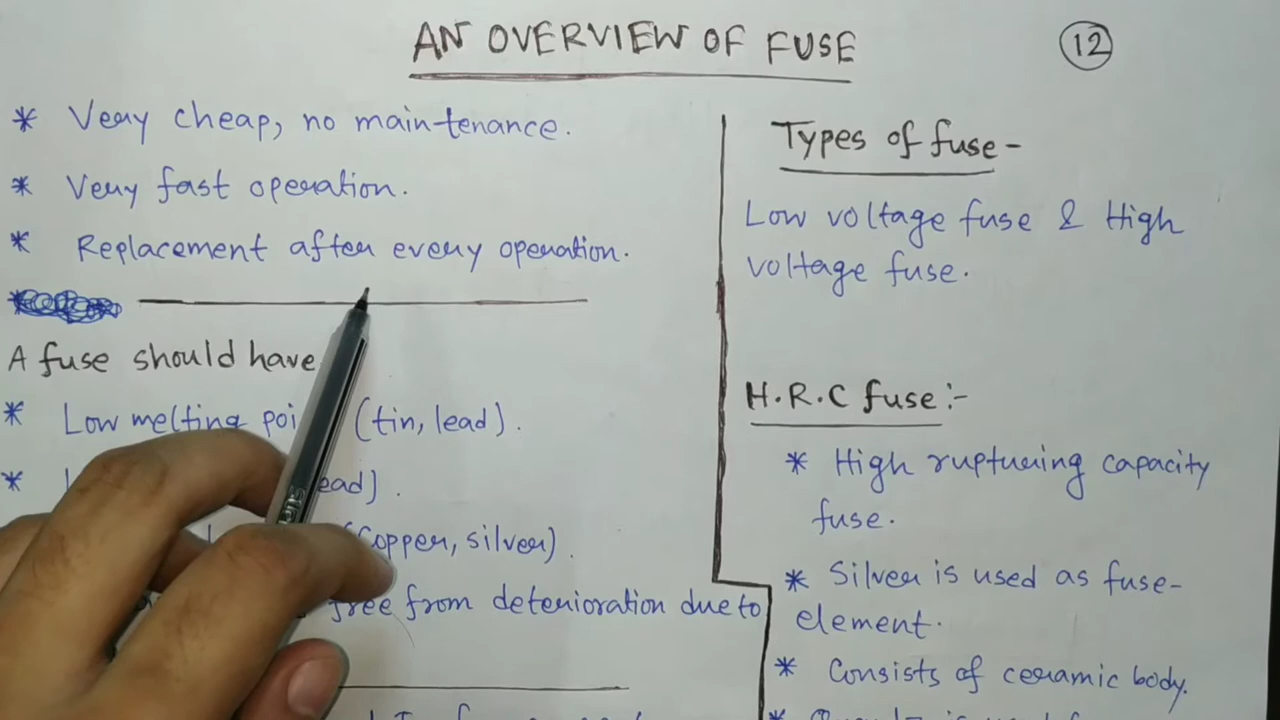 AN OVERVIEW OF FUSE
12
* Very cheap, no maintenance.
* Very fast operation.
* Replacement after every operation.
A fuse should have
* Low melting (tin, lead).
*
(Copper, silver).
free from deterioration due to
Types of fuse-
Low voltage fuse & High
voltage fuse.
H.R.C fuse:-
* High rupturing capacity
fuse.
* Silver is used as fuse-
element.
* Consists of ceramic body.
*